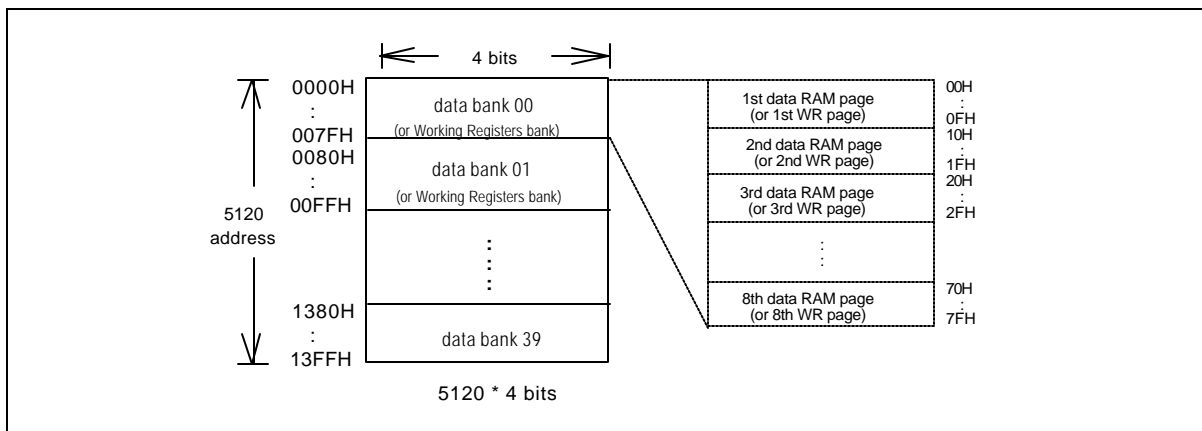 4 bits
0000H
:
007FH
data bank 00
(or Working Registers bank)
0080H
:
00FFH
data bank 01
(or Working Registers bank)
5120
address
:
:
1380H
:
13FFH
data bank 39
5120 * 4 bits
1st data RAM page
(or 1st WR page)
00H
:
0FH
2nd data RAM page
(or 2nd WR page)
10H
:
1FH
3rd data RAM page
(or 3rd WR page)
20H
:
2FH
:
8th data RAM page
(or 8th WR page)
70H
:
7FH